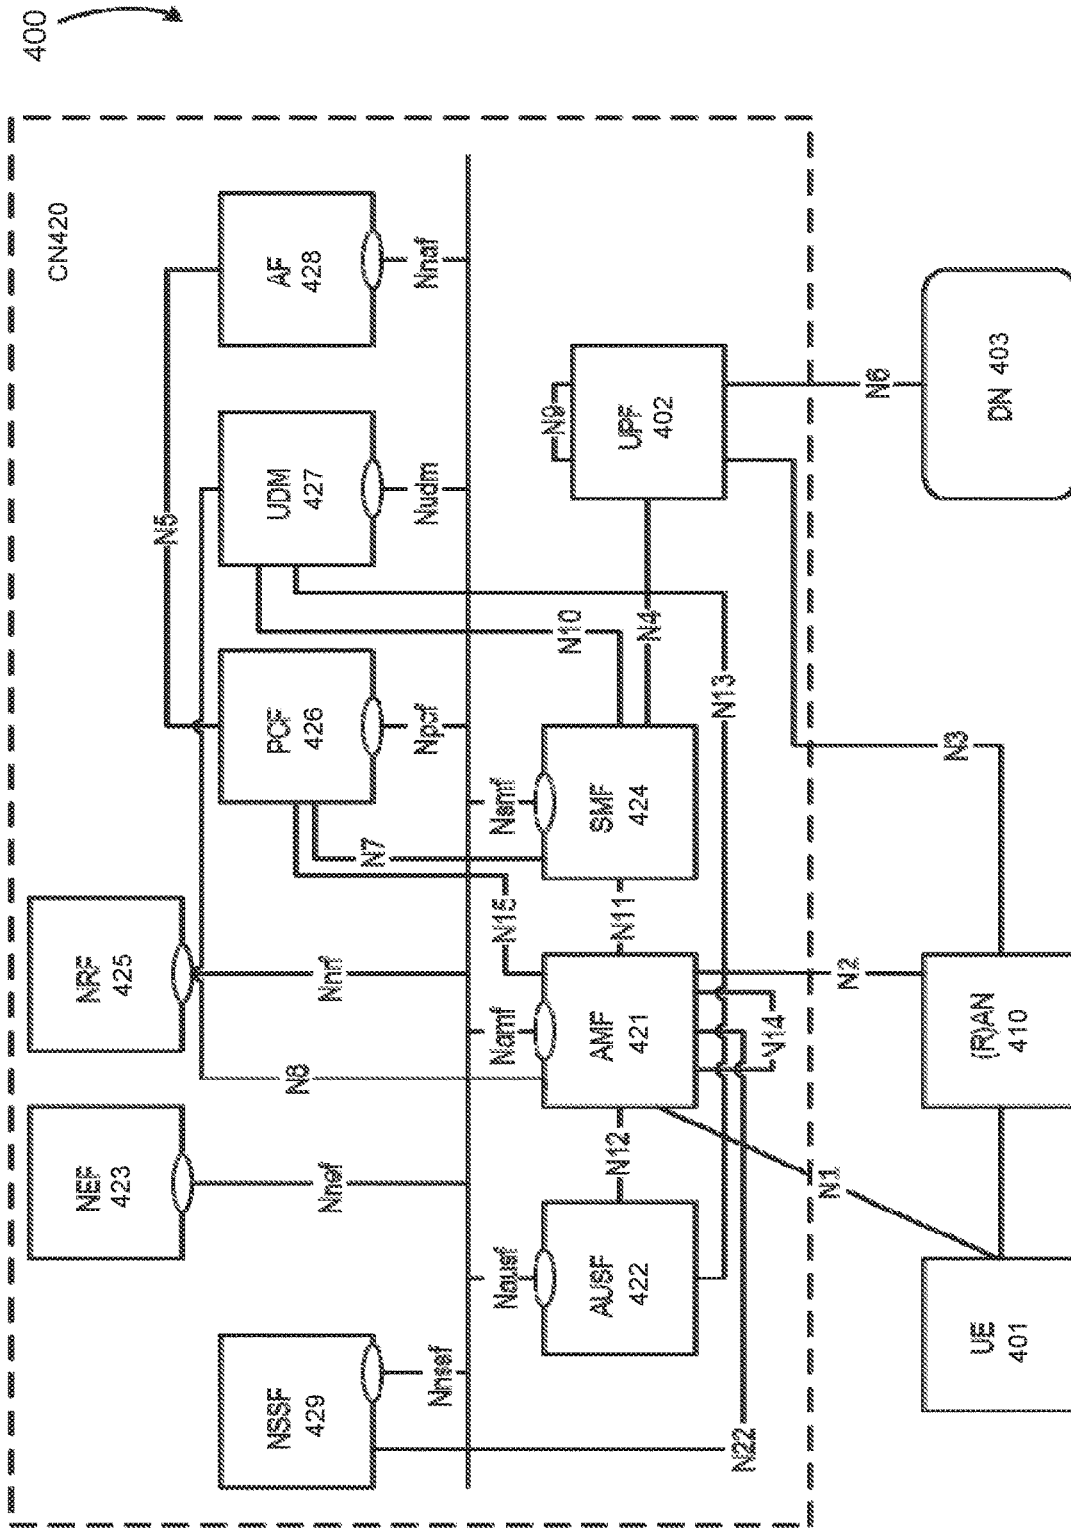 400
CN420
NSSF
429
NEF
423
NRF
425
PCF
426
UDM
427
AF
428
N5
N8
N7
N15
N10
Nnssf
Nnef
Nnrf
Npcf
Nudm
Nnaf
Nausf
Namf
Nsmf
AUSF
422
N12
AMF
421
N11
SMF
424
N4
N9
UPF
402
N13
N14
N22
N1
N2
N3
N6
UE
401
(R)AN
410
DN 403